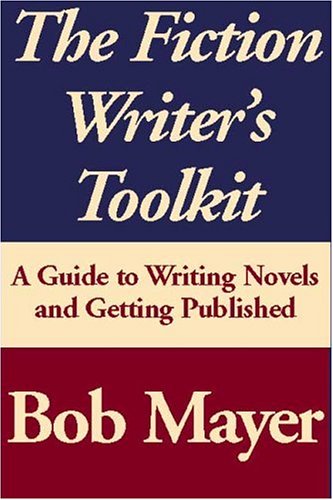 The Fiction
Writer's
Toolkit
A Guide to Writing Novels
and Getting Published
Bob Mayer